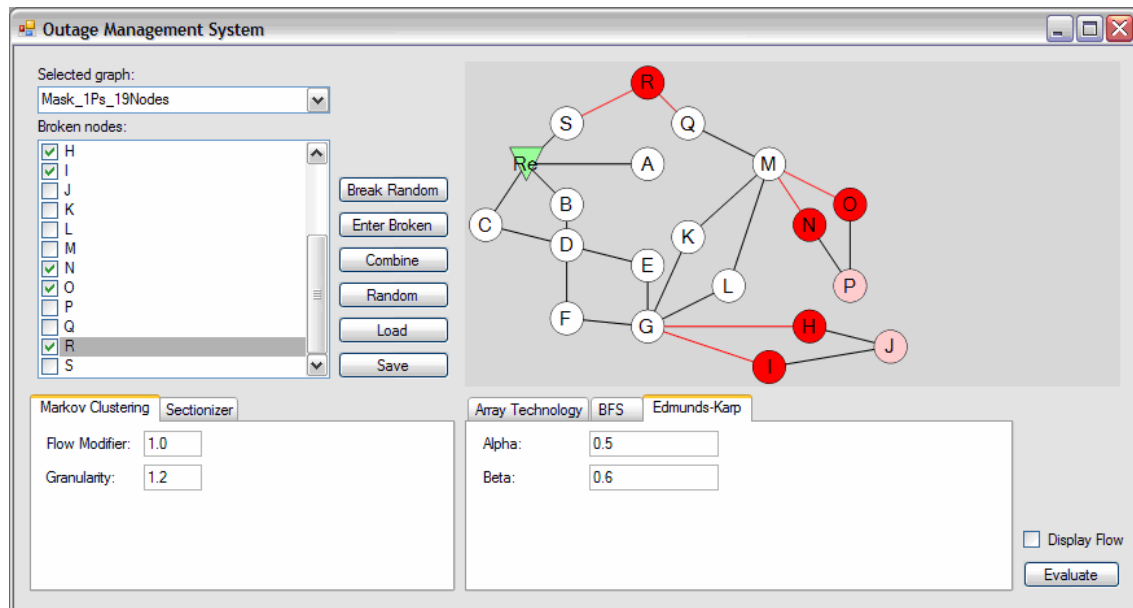 Outage Management System
Selected graph:
Mask_1Ps_19Nodes
Broken nodes:
H
I
J
K
L
M
N
O
P
Q
R
S
Break Random
Enter Broken
Combine
Random
Load
Save
R
S
Q
Re
A
M
B
O
C
N
K
D
E
L
P
F
G
H
J
I
Markov Clustering
Sectionizer
Flow Modifier: 1.0
Granularity: 1.2
Array Technology
BFS
Edmunds-Karp
Alpha: 0.5
Beta: 0.6
Display Flow
Evaluate